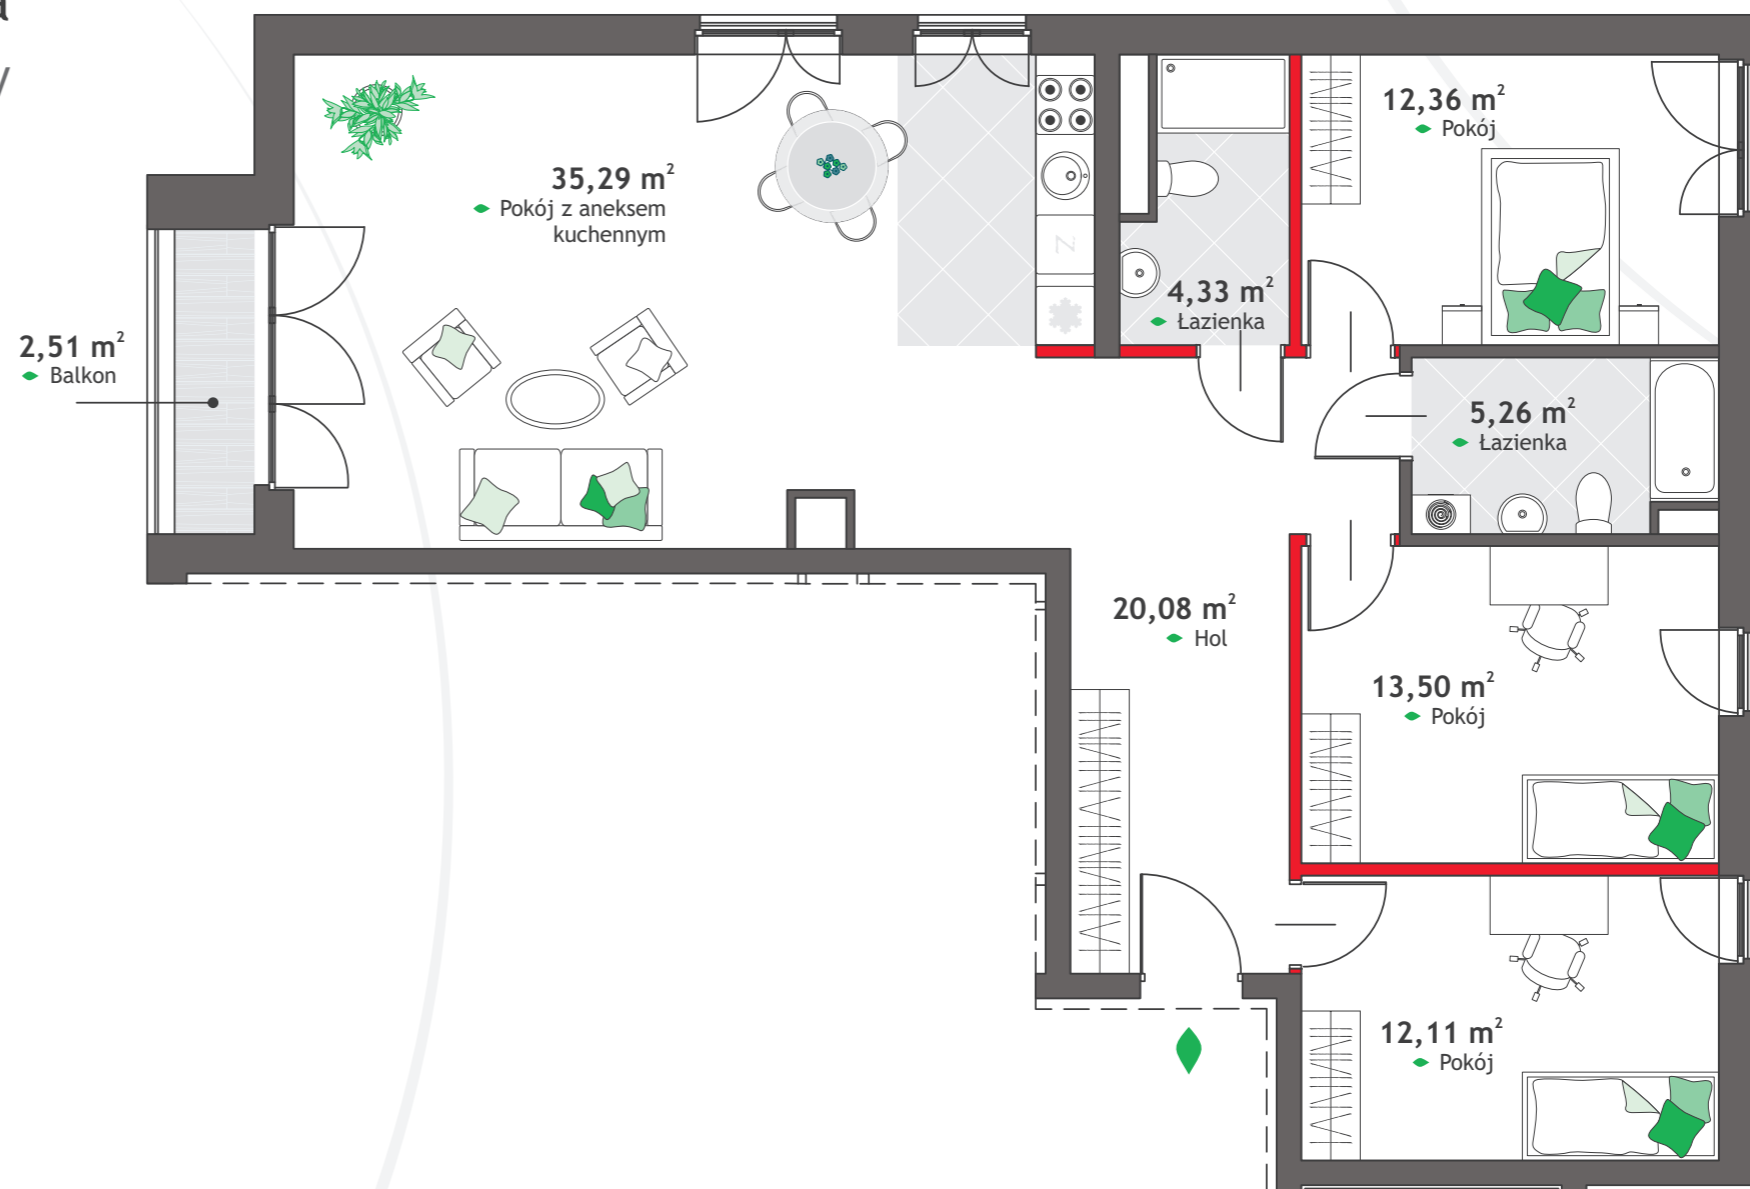 a
y
12,36 m²
Pokój
35,29 m²
Pokój z aneksem
kuchennym
Z
4,33 m²
Łazienka
2,51 m²
Balkon
5,26 m²
Łazienka
20,08 m²
Hol
13,50 m²
Pokój
12,11 m²
Pokój